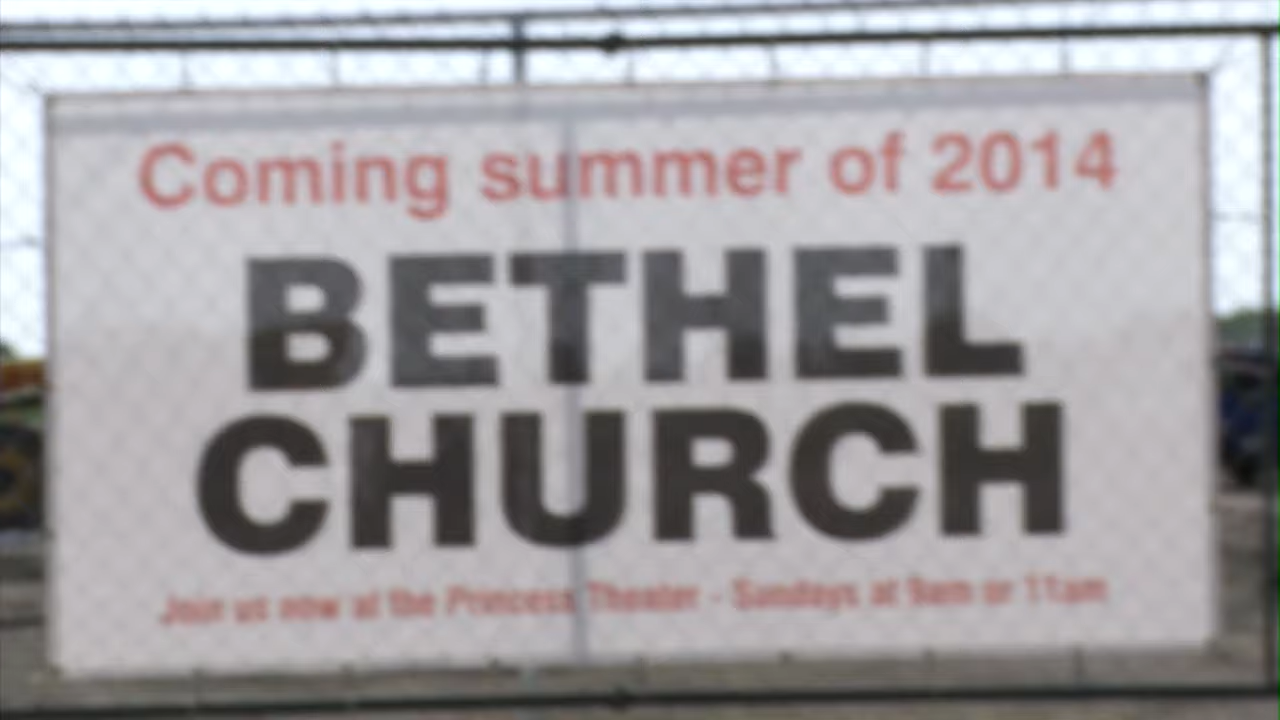 Coming summer of 2014
BETHEL
CHURCH
Join us now at the Princess Theater - Sundays at 9am or 11am